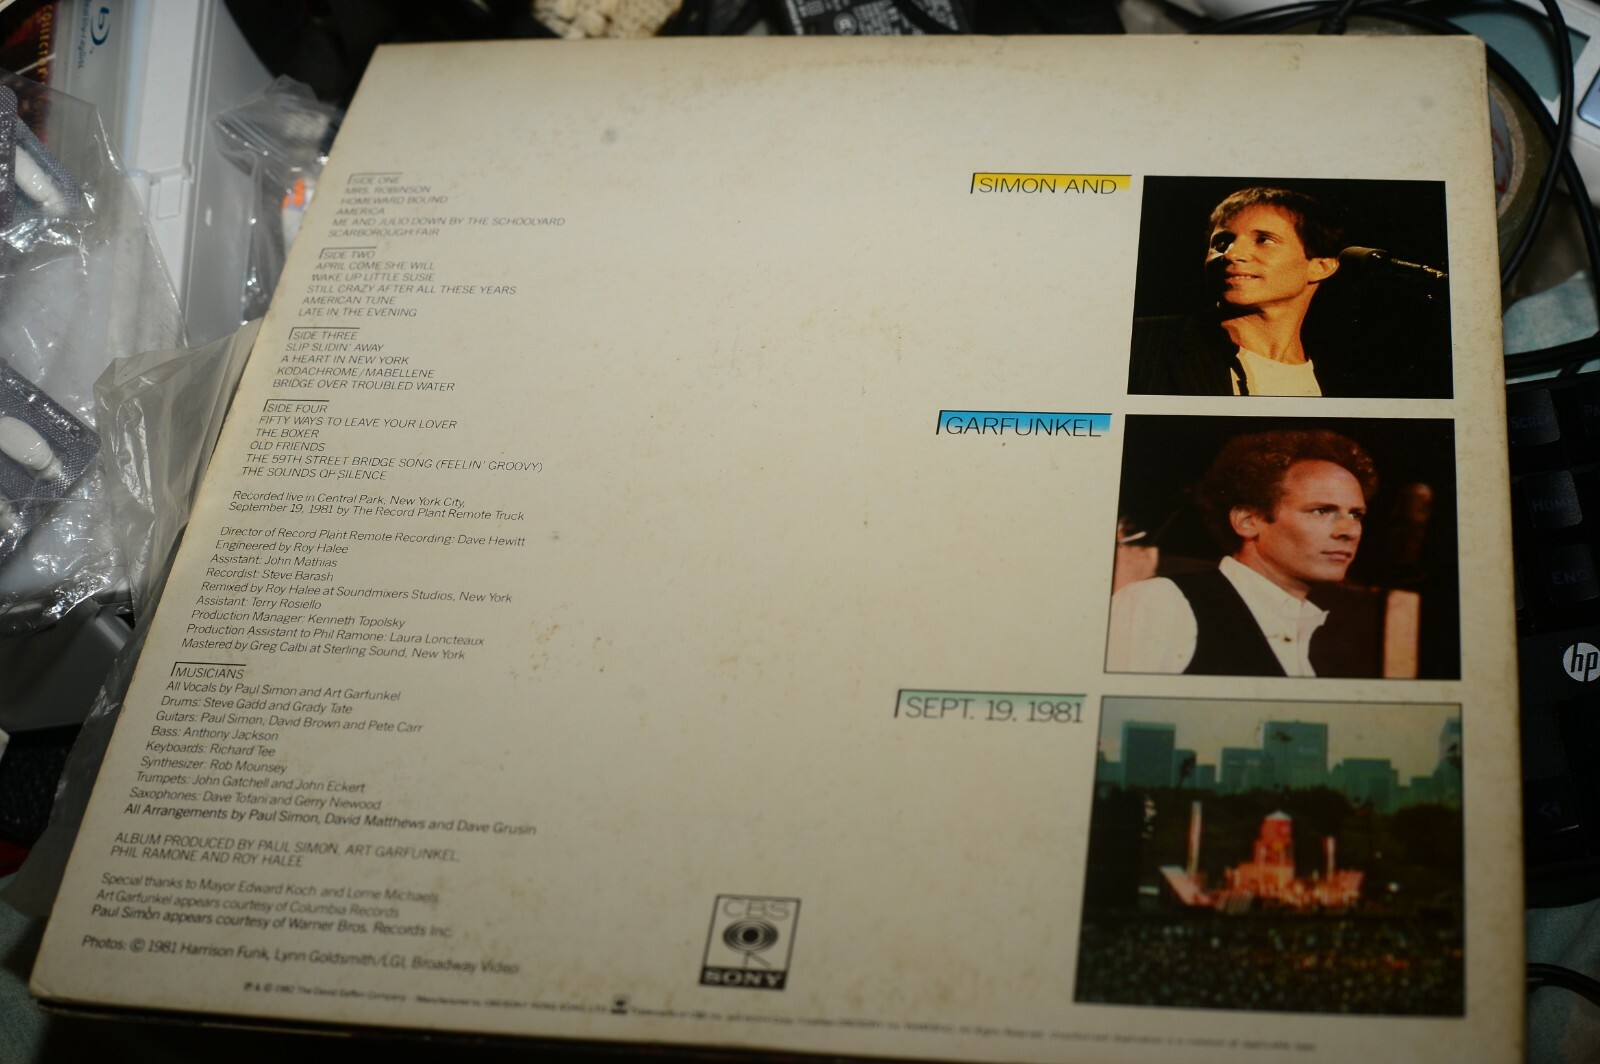 SIDE ONE
MRS. ROBINSON
HOMEWARD BOUND
AMERICA
ME AND JULIO DOWN BY THE SCHOOLYARD
SCARBOROUGH FAIR
SIDE TWO
APRIL COME SHE WILL
WAKE UP LITTLE SUSIE
STILL CRAZY AFTER ALL THESE YEARS
AMERICAN TUNE
LATE IN THE EVENING
SIDE THREE
SLIP SLIDIN' AWAY
A HEART IN NEW YORK
KODACHROME/MABELLENE
BRIDGE OVER TROUBLED WATER
SIDE FOUR
FIFTY WAYS TO LEAVE YOUR LOVER
THE BOXER
OLD FRIENDS
THE 59TH STREET BRIDGE SONG (FEELIN' GROOVY)
THE SOUNDS OF SILENCE
Recorded live in Central Park, New York City,
September 19, 1981 by The Record Plant Remote Truck
Director of Record Plant Remote Recording: Dave Hewitt
Engineered by Roy Halee
Assistant: John Mathias
Recordist: Steve Barash
Remixed by Roy Halee at Soundmixers Studios, New York
Assistant: Terry Rosiello
Production Manager: Kenneth Topolsky
Production Assistant to Phil Ramone: Laura Loncteaux
Mastered by Greg Calbi at Sterling Sound, New York
MUSICIANS
All Vocals by Paul Simon and Art Garfunkel
Drums: Steve Gadd and Grady Tate
Guitars: Paul Simon, David Brown and Pete Carr
Bass: Anthony Jackson
Keyboards: Richard Tee
Synthesizer: Rob Mounsey
Trumpets: John Gatchell and John Eckert
Saxophones: Dave Tofani and Gerry Niewood
All Arrangements by Paul Simon, David Matthews and Dave Grusin
ALBUM PRODUCED BY PAUL SIMON, ART GARFUNKEL,
PHIL RAMONE AND ROY HALEE
Special thanks to Mayor Edward Koch and Lorne Michaels
Art Garfunkel appears courtesy of Columbia Records
Paul Simon appears courtesy of Warner Bros. Records Inc.
Photos: © 1981 Harrison Funk, Lynn Goldsmith/LGI, Broadway Video
℗ & © 1982 The David Geffen Company
SIMON AND
GARFUNKEL
SEPT. 19, 1981
CBS
SONY
hp
END